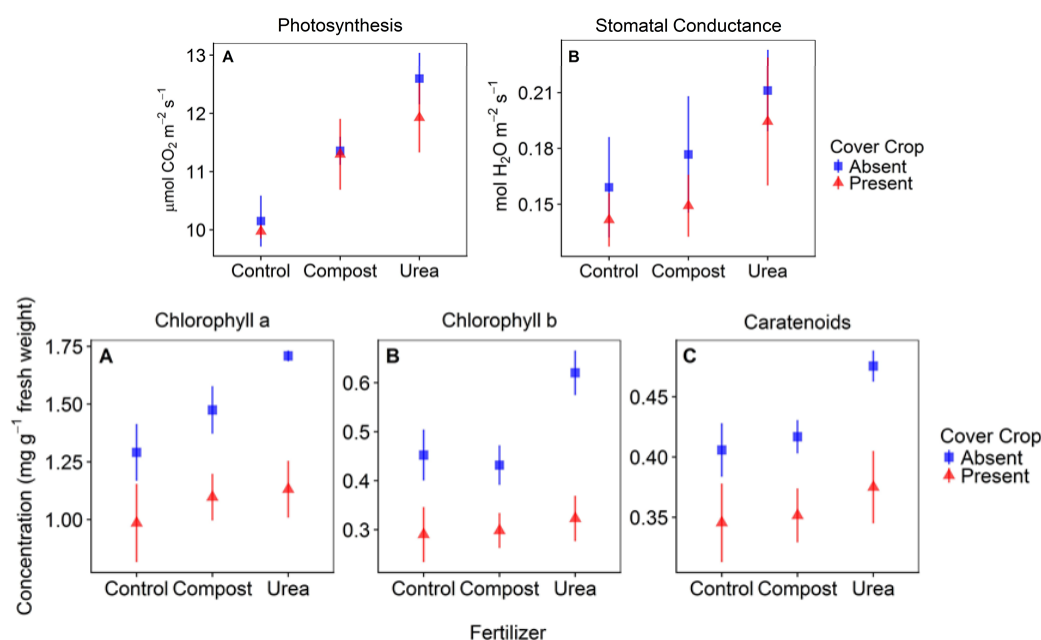 Photosynthesis
Stomatal Conductance
A
B
μmol CO₂ m⁻² s⁻¹
13
12
11
10
mol H₂O m⁻² s⁻¹
0.21
0.18
0.15
Control Compost Urea
Control Compost Urea
Cover Crop
Absent
Present
Chlorophyll a
Chlorophyll b
Caratenoids
A
B
C
Concentration (mg g⁻¹ fresh weight)
1.75
1.50
1.25
1.00
0.6
0.5
0.4
0.3
0.45
0.40
0.35
Control Compost Urea
Control Compost Urea
Control Compost Urea
Cover Crop
Absent
Present
Fertilizer